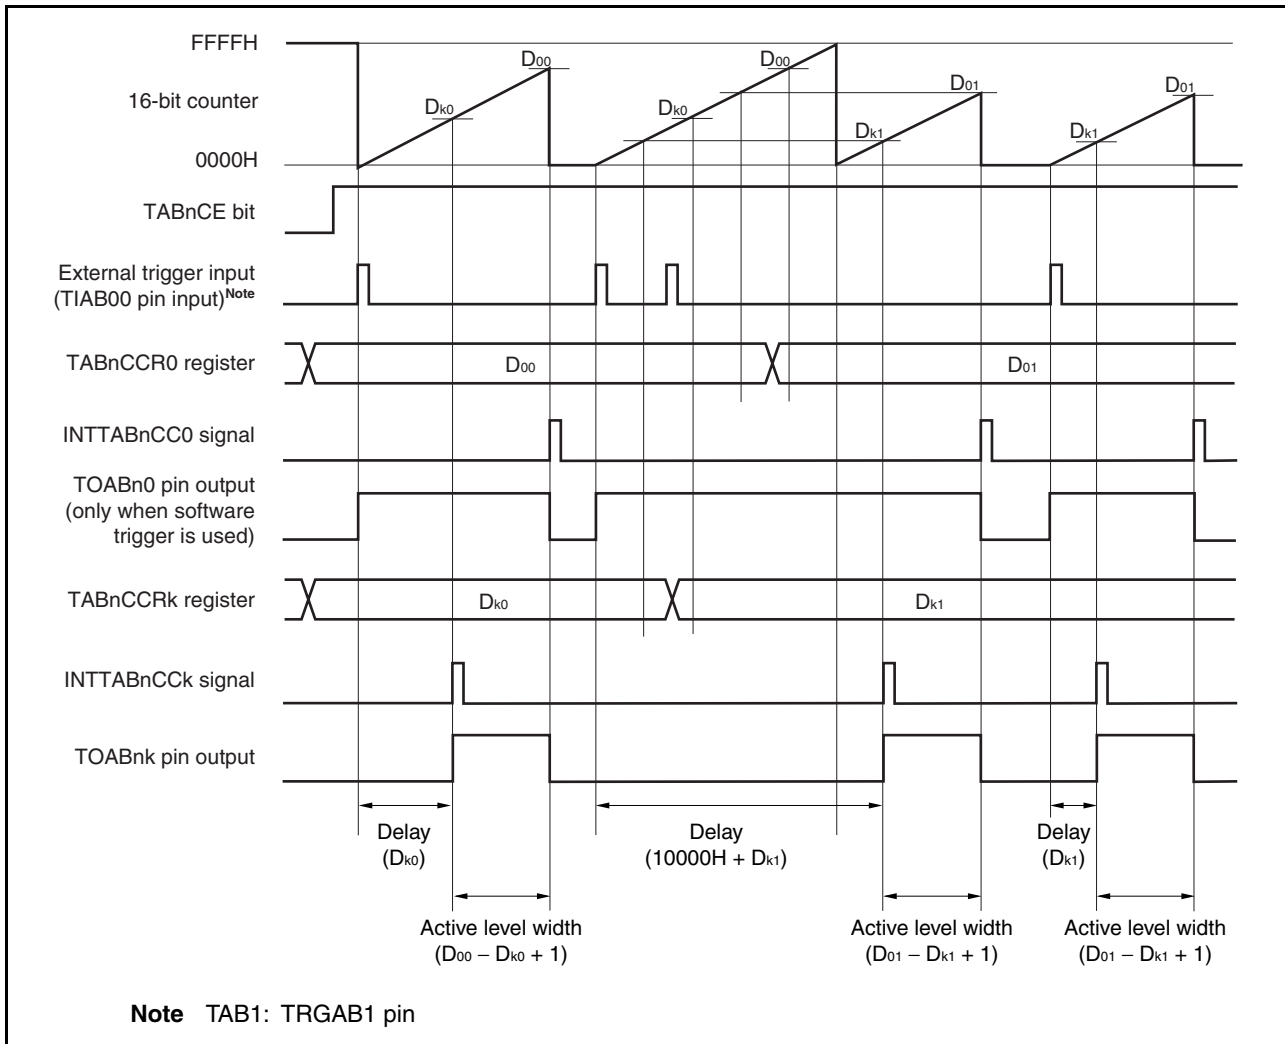 FFFFH
D00
D00
16-bit counter
Dk0
Dk0
D01
D01
Dk1
Dk1
0000H
TABnCE bit
External trigger input
(TIAB00 pin input)Note
TABnCCR0 register
D00
D01
INTTABnCC0 signal
TOABn0 pin output
(only when software
trigger is used)
TABnCCRk register
Dk0
Dk1
INTTABnCCk signal
TOABnk pin output
Delay
(Dk0)
Delay
(10000H + Dk1)
Delay
(Dk1)
Active level width
(D00 − Dk0 + 1)
Active level width
(D01 − Dk1 + 1)
Active level width
(D01 − Dk1 + 1)
Note TAB1: TRGAB1 pin